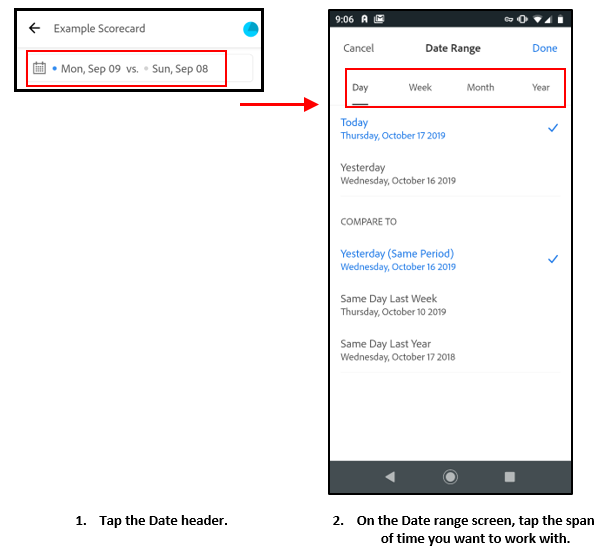 Example Scorecard
Mon, Sep 09 vs. Sun, Sep 08
9:06
Cancel Date Range Done
Day Week Month Year
Today
Thursday, October 17 2019
Yesterday
Wednesday, October 16 2019
COMPARE TO
Yesterday (Same Period)
Wednesday, October 16 2019
Same Day Last Week
Thursday, October 10 2019
Same Day Last Year
Wednesday, October 17 2018
1. Tap the Date header.
2. On the Date range screen, tap the span
of time you want to work with.